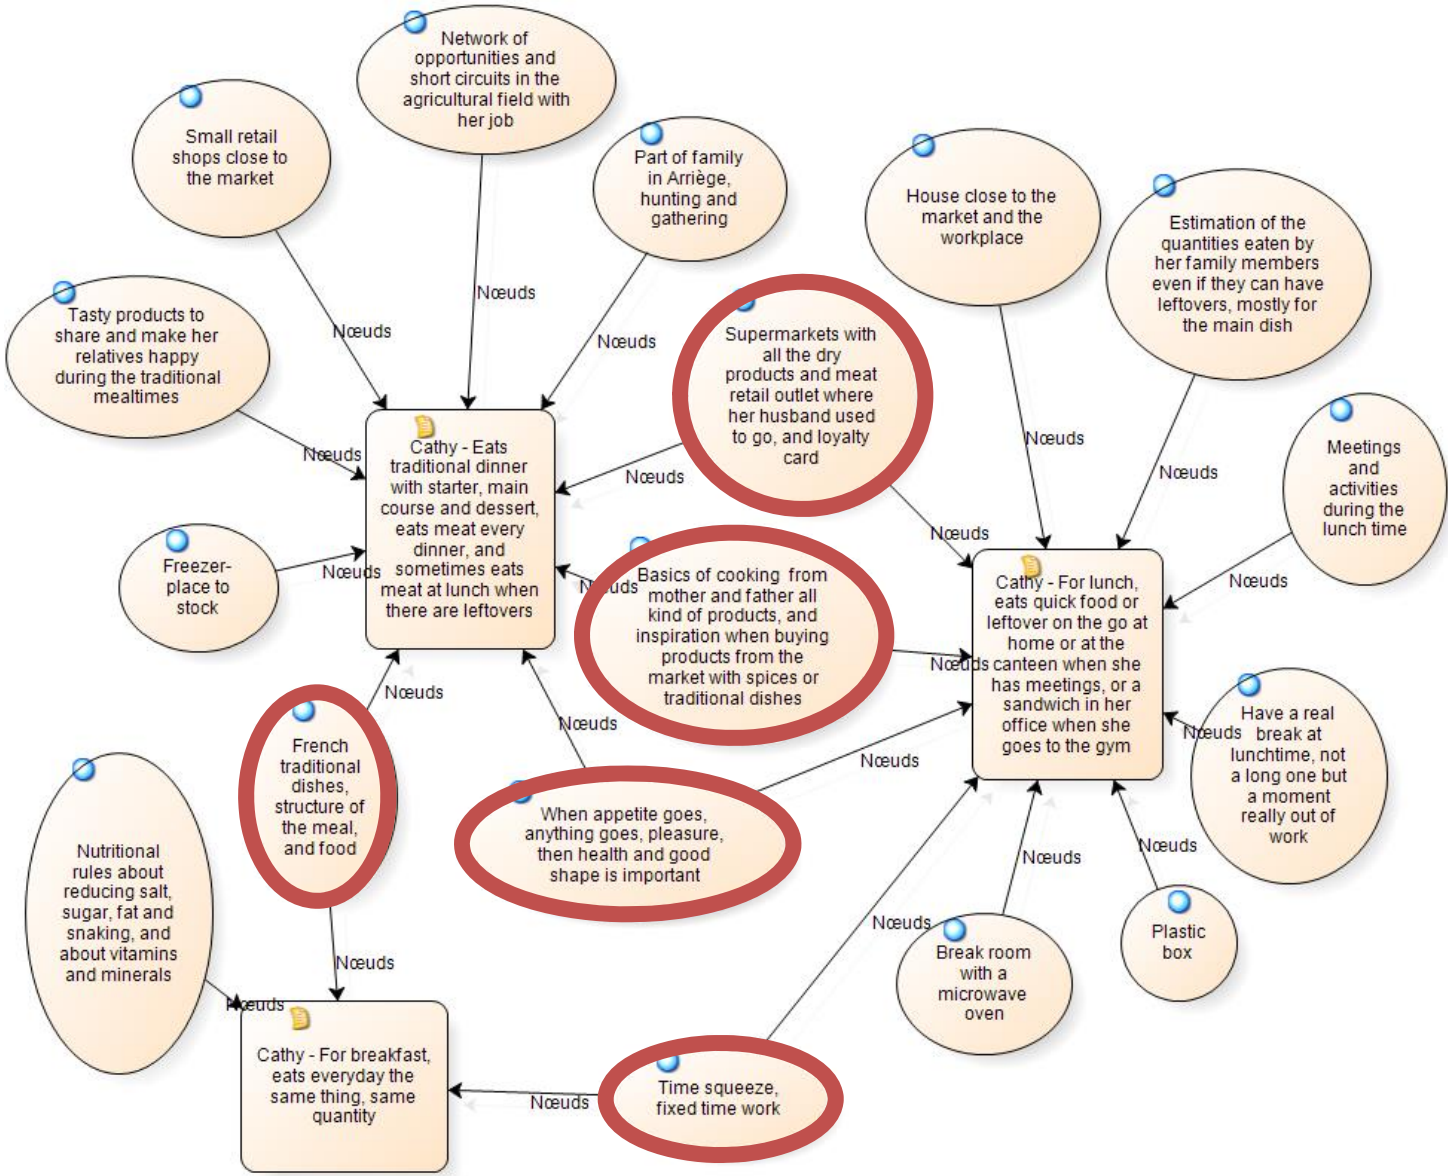 Network of
opportunities and
short circuits in the
agricultural field with
her job
Small retail
shops close to
the market
Part of family
in Arriège,
hunting and
gathering
House close to the
market and the
workplace
Estimation of the
quantities eaten by
her family members
even if they can have
leftovers, mostly for
the main dish
Tasty products to
share and make her
relatives happy
during the traditional
mealtimes
Supermarkets with
all the dry
products and meat
retail outlet where
her husband used
to go, and loyalty
card
Meetings
and
activities
during the
lunch time
Nœuds
Nœuds
Nœuds
Nœuds
Nœuds
Nœuds
Nœuds
Nœuds
Cathy - Eats
traditional dinner
with starter, main
course and dessert,
eats meat every
dinner, and
sometimes eats
meat at lunch when
there are leftovers
Freezer-
place to
stock
Nœuds
Nœuds
Nœuds
Nœuds
Basics of cooking from
mother and father all
kind of products, and
inspiration when buying
products from the
market with spices or
traditional dishes
Cathy - For lunch,
eats quick food or
leftover on the go at
home or at the
canteen when she
has meetings, or a
sandwich in her
office when she
goes to the gym
Nœuds
Nœuds
Nœuds
Nœuds
Nœuds
Have a real
break at
lunchtime, not
a long one but
a moment
really out of
work
French
traditional
dishes,
structure of
the meal,
and food
When appetite goes,
anything goes, pleasure,
then health and good
shape is important
Nutritional
rules about
reducing salt,
sugar, fat and
snaking, and
about vitamins
and minerals
Nœuds
Nœuds
Nœuds
Nœuds
Nœuds
Break room
with a
microwave
oven
Plastic
box
Cathy - For breakfast,
eats everyday the
same thing, same
quantity
Nœuds
Time squeeze,
fixed time work